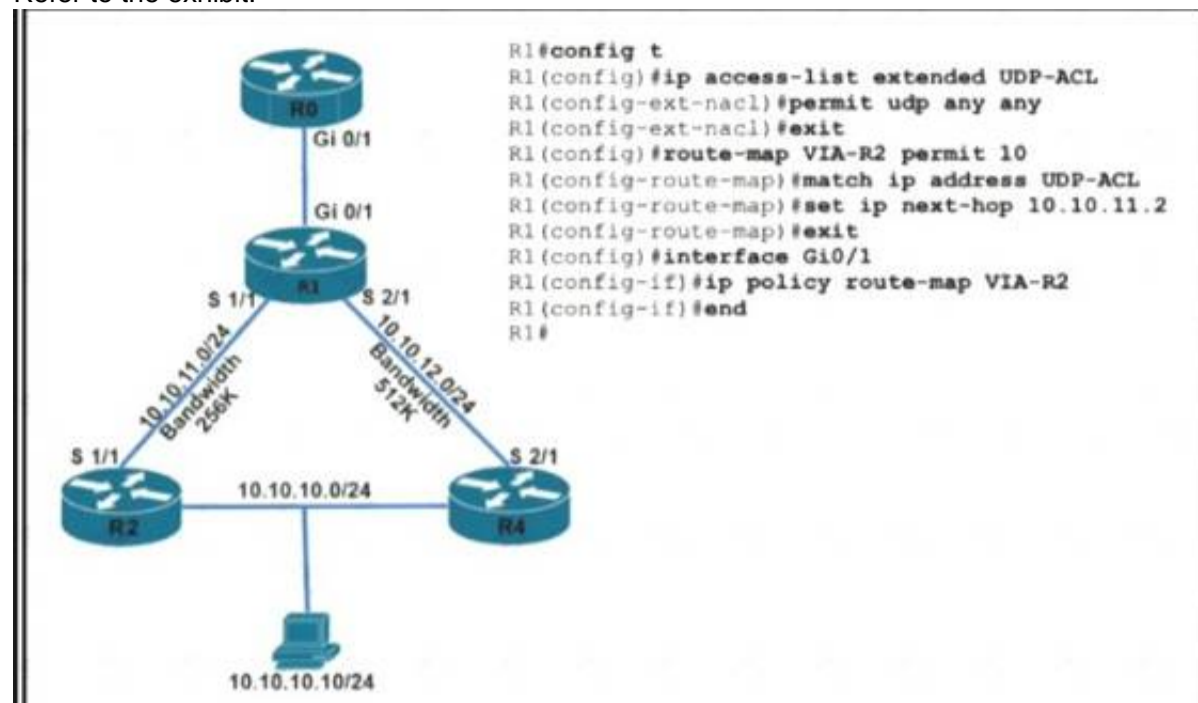 Refer to the exhibit.
R1#config t
R1(config)#ip access-list extended UDP-ACL
R1(config-ext-nacl)#permit udp any any
R1(config-ext-nacl)#exit
R1(config)#route-map VIA-R2 permit 10
R1(config-route-map)#match ip address UDP-ACL
R1(config-route-map)#set ip next-hop 10.10.11.2
R1(config-route-map)#exit
R1(config)#interface Gi0/1
R1(config-if)#ip policy route-map VIA-R2
R1(config-if)#end
R1#
R0
Gi 0/1
Gi 0/1
R1
S 1/1
S 2/1
10.10.11.0/24
Bandwidth
256K
10.10.12.0/24
Bandwidth
512K
S 1/1
S 2/1
10.10.10.0/24
R2
R4
10.10.10.10/24